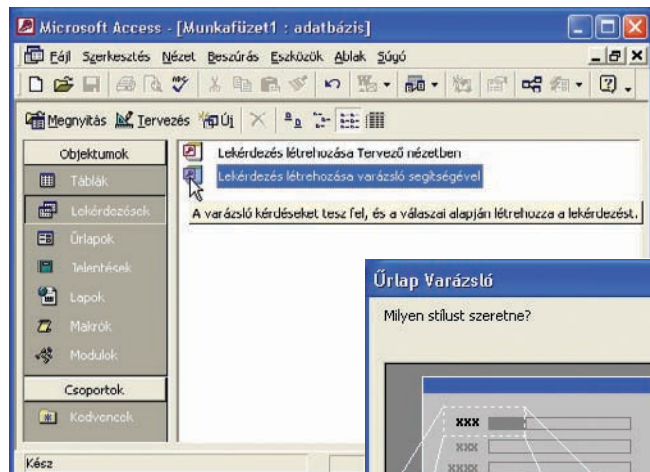 Microsoft Access - [Munkafüzet1 : adatbázis]
Fájl Szerkesztés Nézet Beszúrás Eszközök Ablak Súgó
Megnyitás Tervezés Új
Objektumok
Táblák
Lekérdezések
Űrlapok
Jelentések
Lapok
Makrók
Modulok
Csoportok
Kedvencek
Lekérdezés létrehozása Tervező nézetben
Lekérdezés létrehozása varázsló segítségével
A varázsló kérdéseket tesz fel, és a válaszai alapján létrehozza a lekérdezést.
Kész
Űrlap Varázsló
Milyen stílust szeretne?
XXX
XXX
XXXX